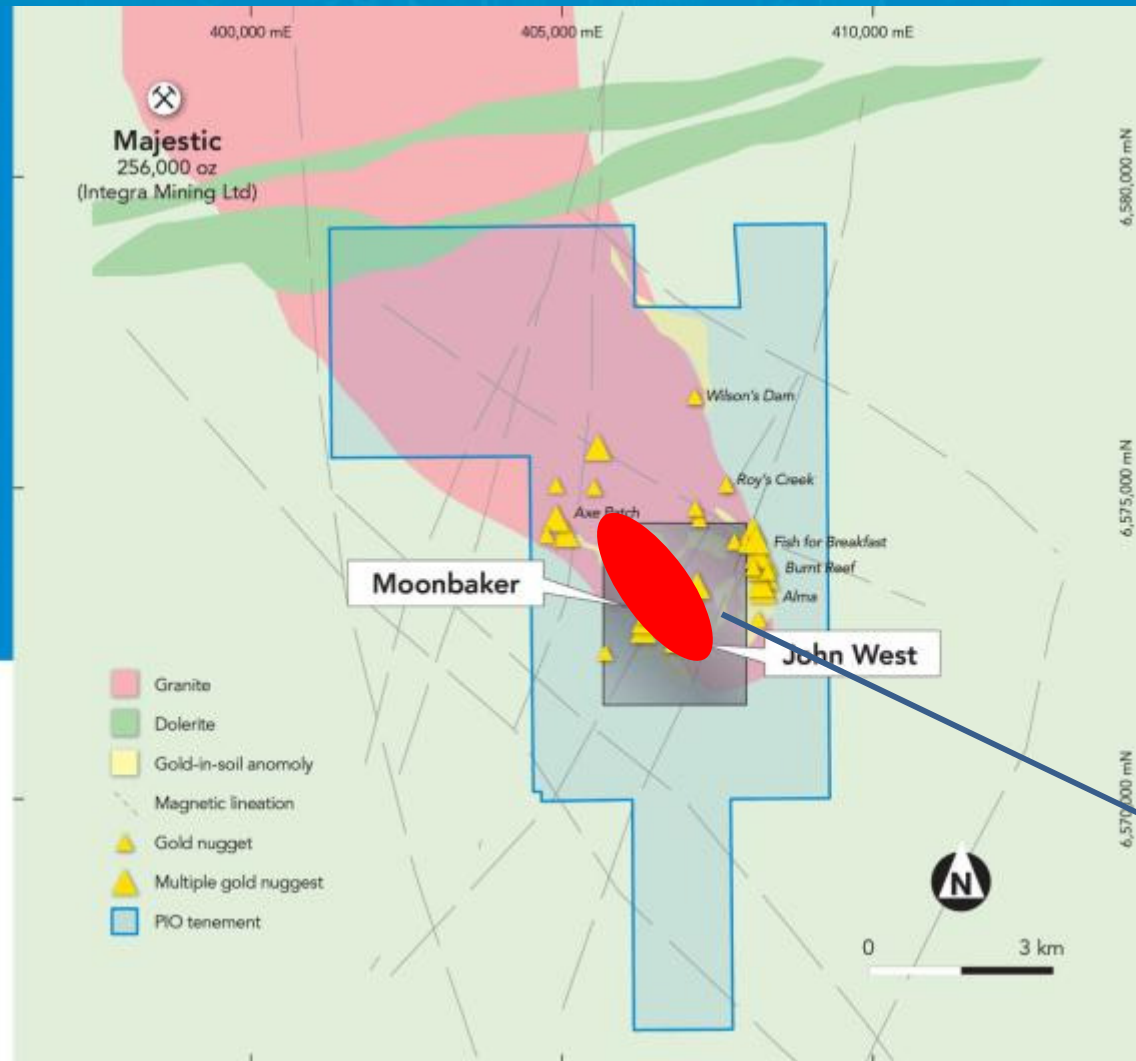 400,000 mE
405,000 mE
410,000 mE
Majestic
256,000 oz
(Integra Mining Ltd)
6,580,000 mN
Wilson's Dam
Roy's Creek
6,575,000 mN
Axe Patch
Fish for Breakfast
Burnt Reef
Moonbaker
Alma
John West
Granite
Dolerite
Gold-in-soil anomoly
Magnetic lineation
Gold nugget
Multiple gold nuggest
PIO tenement
6,570,000 mN
N
0
3 km